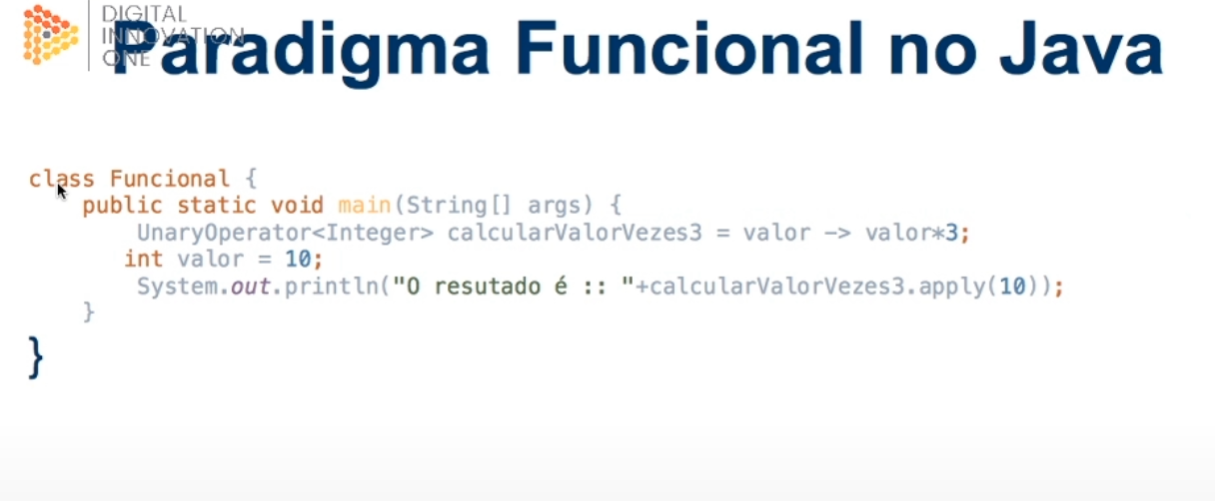 DIGITAL
INNOVATION
ONE
Paradigma Funcional no Java
class Funcional {
    public static void main(String[] args) {
        UnaryOperator<Integer> calcularValorVezes3 = valor -> valor*3;
       int valor = 10;
        System.out.println("O resutado é :: "+calcularValorVezes3.apply(10));
    }
}